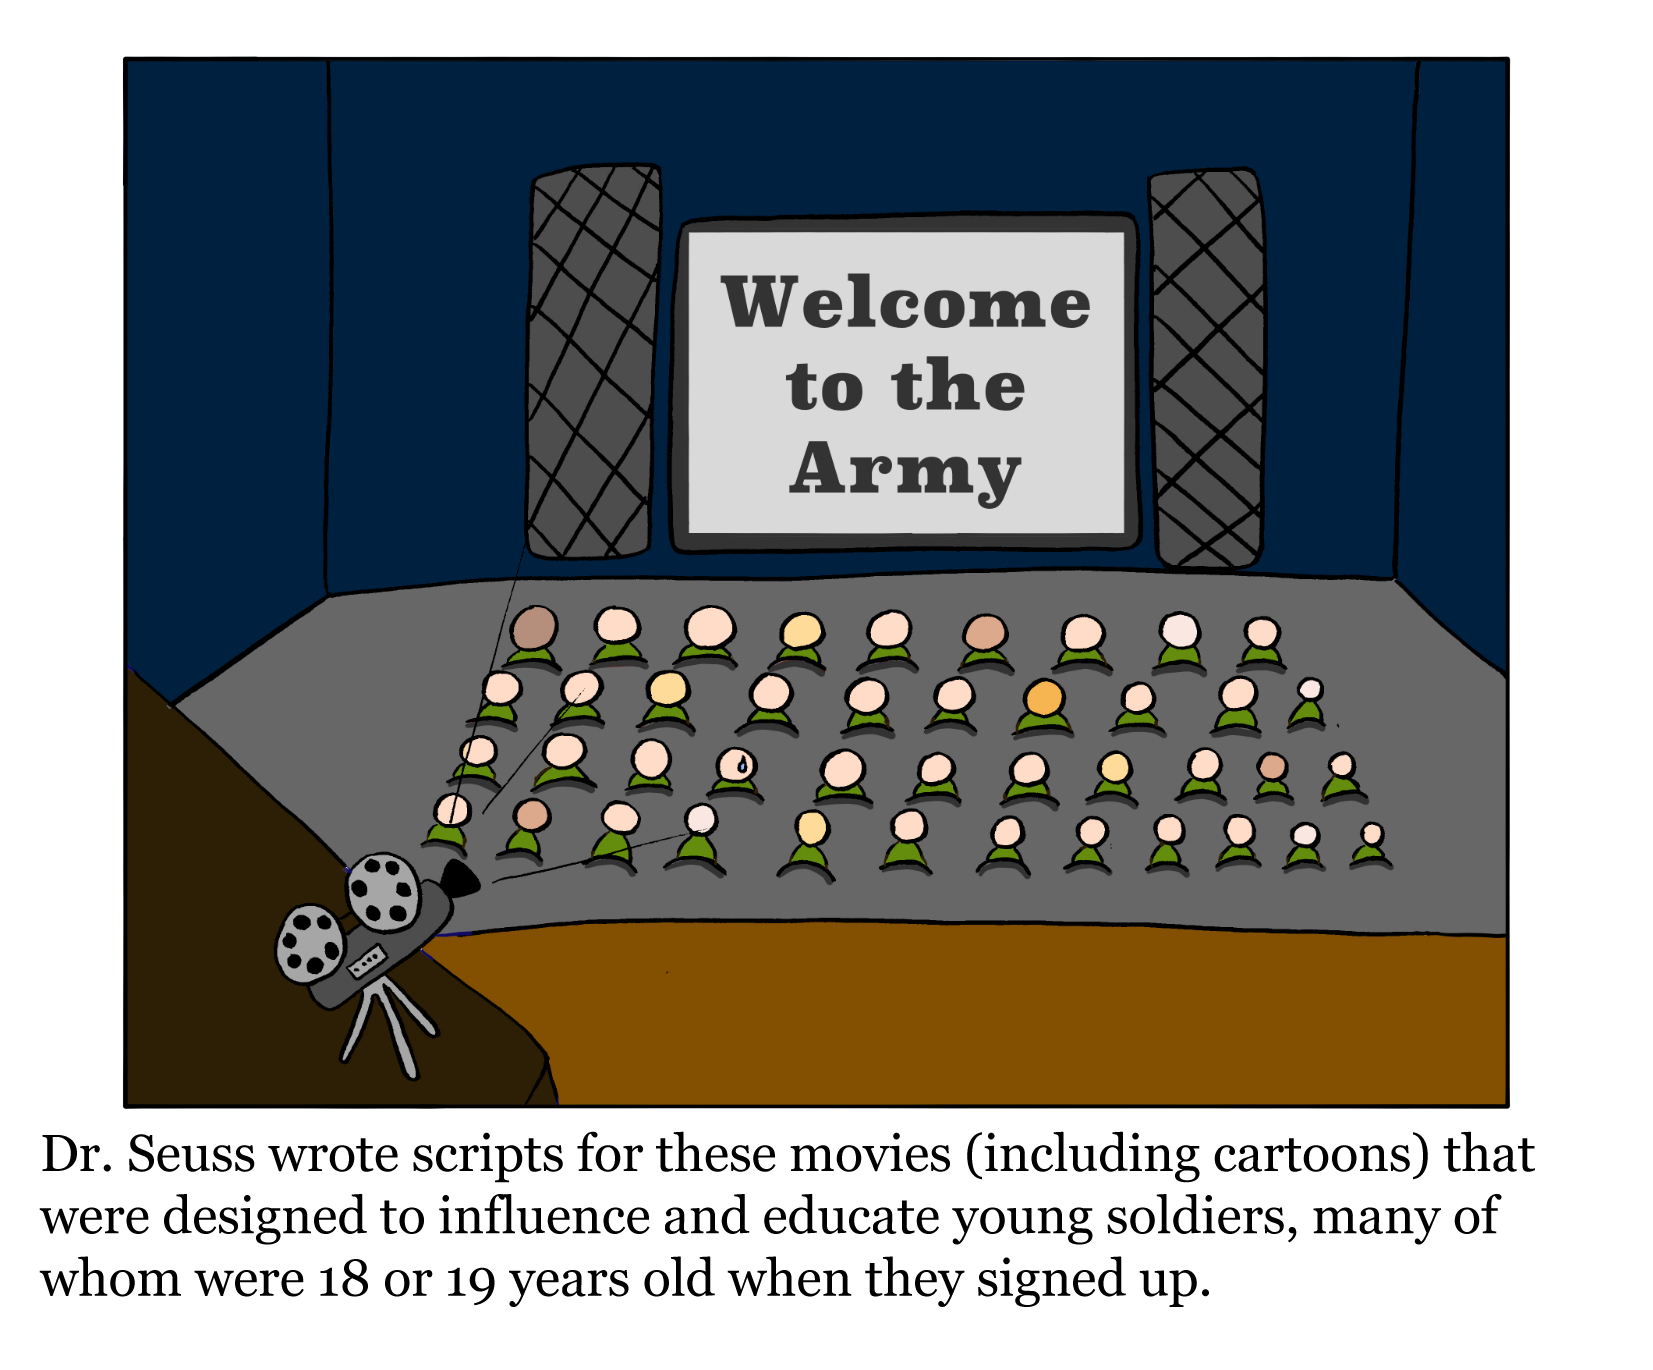 Welcome
to the
Army
Dr. Seuss wrote scripts for these movies (including cartoons) that
were designed to influence and educate young soldiers, many of
whom were 18 or 19 years old when they signed up.